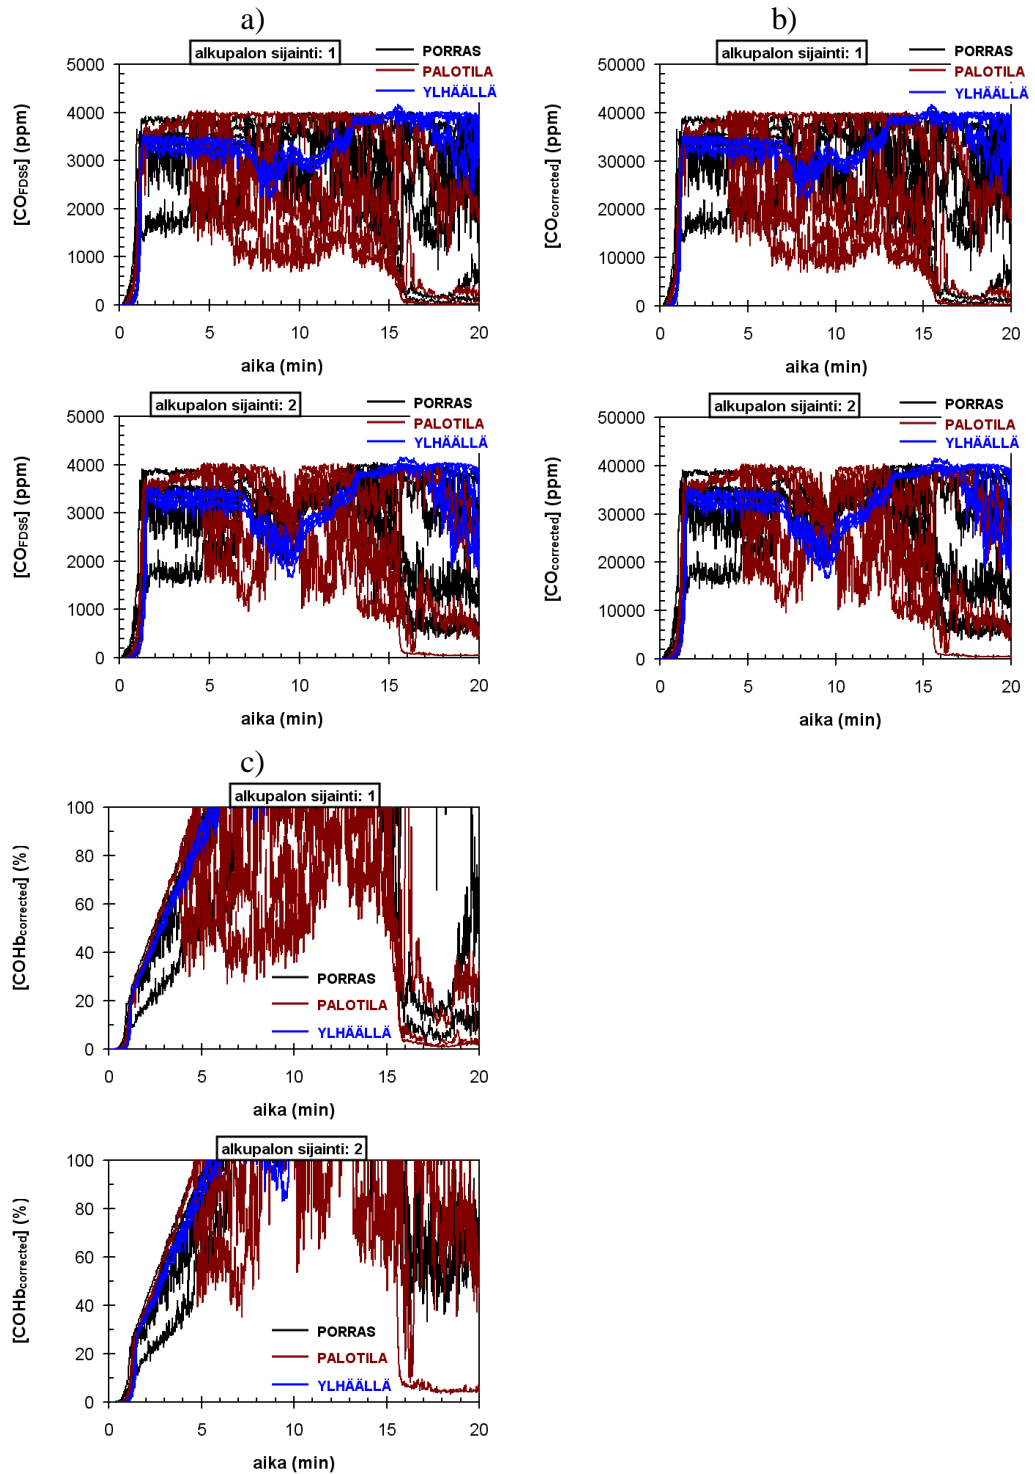 a)
alkupalon sijainti: 1
PORRAS
PALOTILA
YLHÄÄLLÄ
[CO_FDS5] (ppm)
5000
4000
3000
2000
1000
0
0 5 10 15 20
aika (min)
b)
alkupalon sijainti: 1
PORRAS
PALOTILA
YLHÄÄLLÄ
[CO_corrected] (ppm)
50000
40000
30000
20000
10000
0
0 5 10 15 20
aika (min)
alkupalon sijainti: 2
PORRAS
PALOTILA
YLHÄÄLLÄ
[CO_FDS5] (ppm)
5000
4000
3000
2000
1000
0
0 5 10 15 20
aika (min)
alkupalon sijainti: 2
PORRAS
PALOTILA
YLHÄÄLLÄ
[CO_corrected] (ppm)
50000
40000
30000
20000
10000
0
0 5 10 15 20
aika (min)
c)
alkupalon sijainti: 1
[COHb_corrected] (%)
100
80
60
40
20
0
PORRAS
PALOTILA
YLHÄÄLLÄ
0 5 10 15 20
aika (min)
alkupalon sijainti: 2
[COHb_corrected] (%)
100
80
60
40
20
0
PORRAS
PALOTILA
YLHÄÄLLÄ
0 5 10 15 20
aika (min)